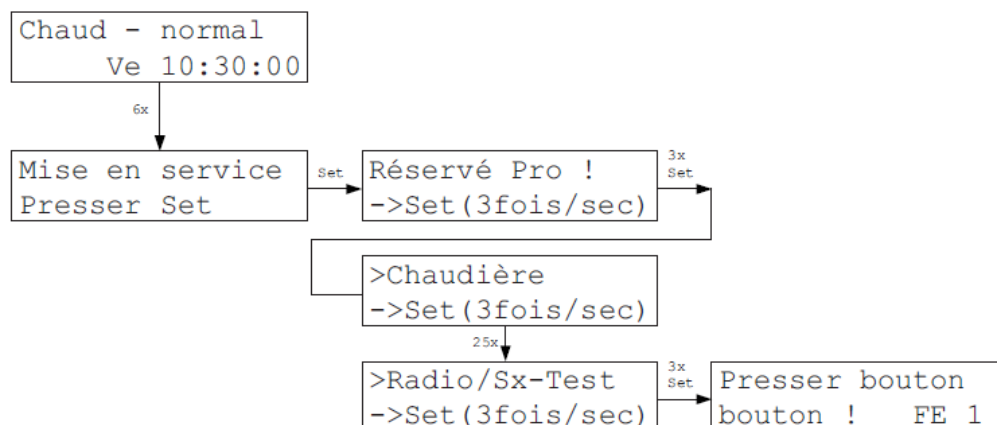 Chaud - normal
Ve 10:30:00
6x
Mise en service
Presser Set
Set
Réservé Pro !
->Set(3fois/sec)
3x
Set
>Chaudière
->Set(3fois/sec)
25x
>Radio/Sx-Test
->Set(3fois/sec)
3x
Set
Presser bouton
bouton ! FE 1